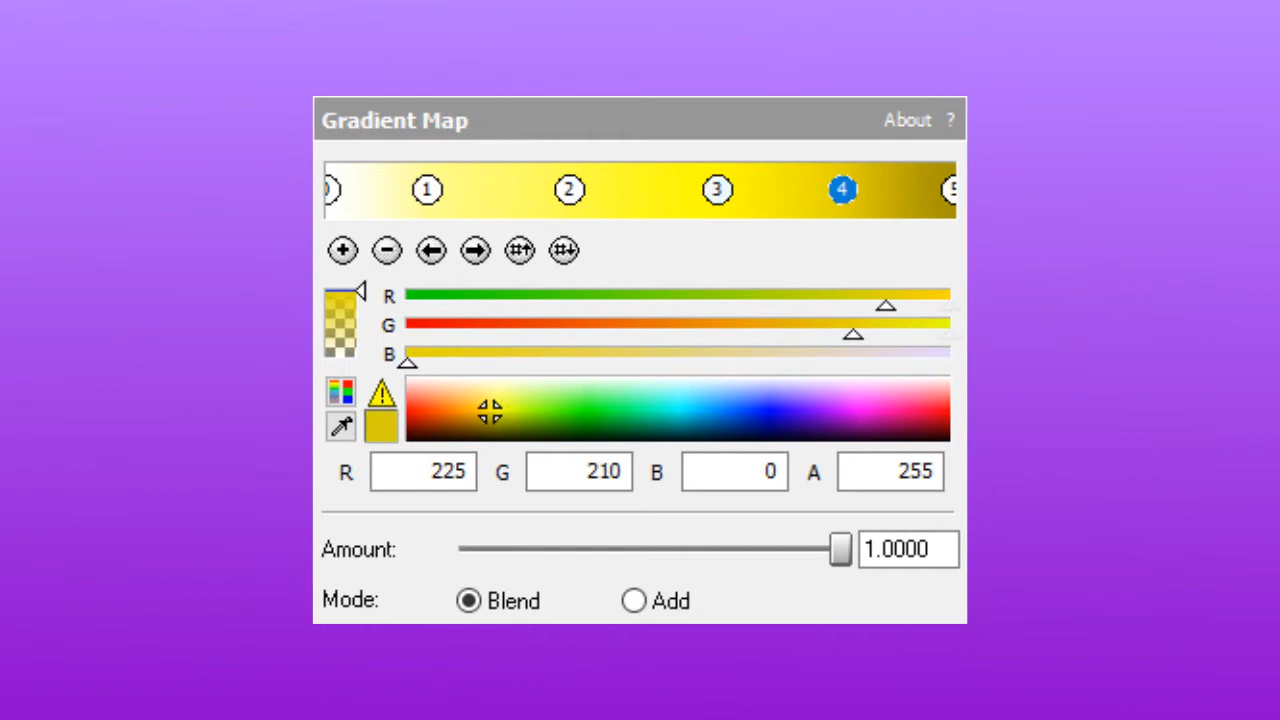 Gradient Map About ?
1 2 3 4
R
G
B
R 225 G 210 B 0 A 255
Amount: 1.0000
Mode: Blend Add